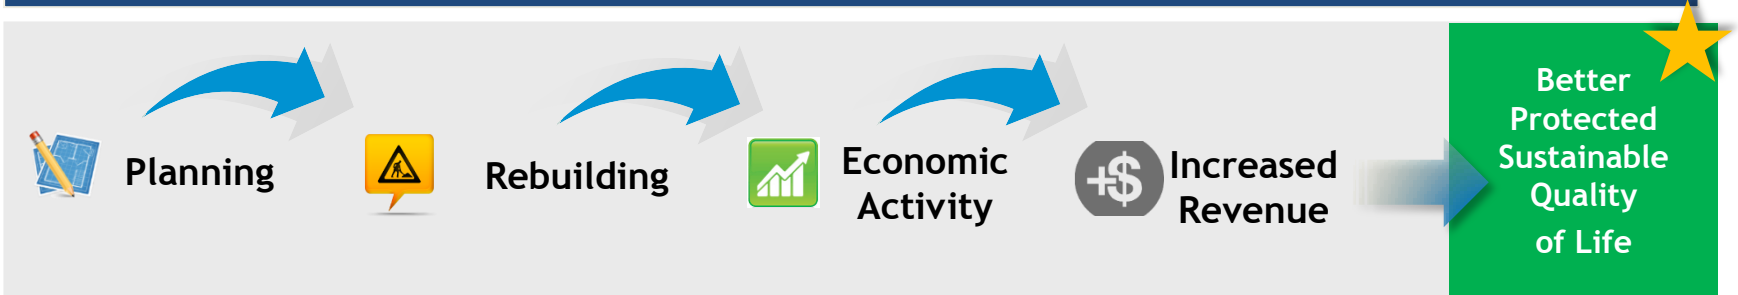 Planning
Rebuilding
Economic
Activity
+$
Increased
Revenue
Better
Protected
Sustainable
Quality
of Life